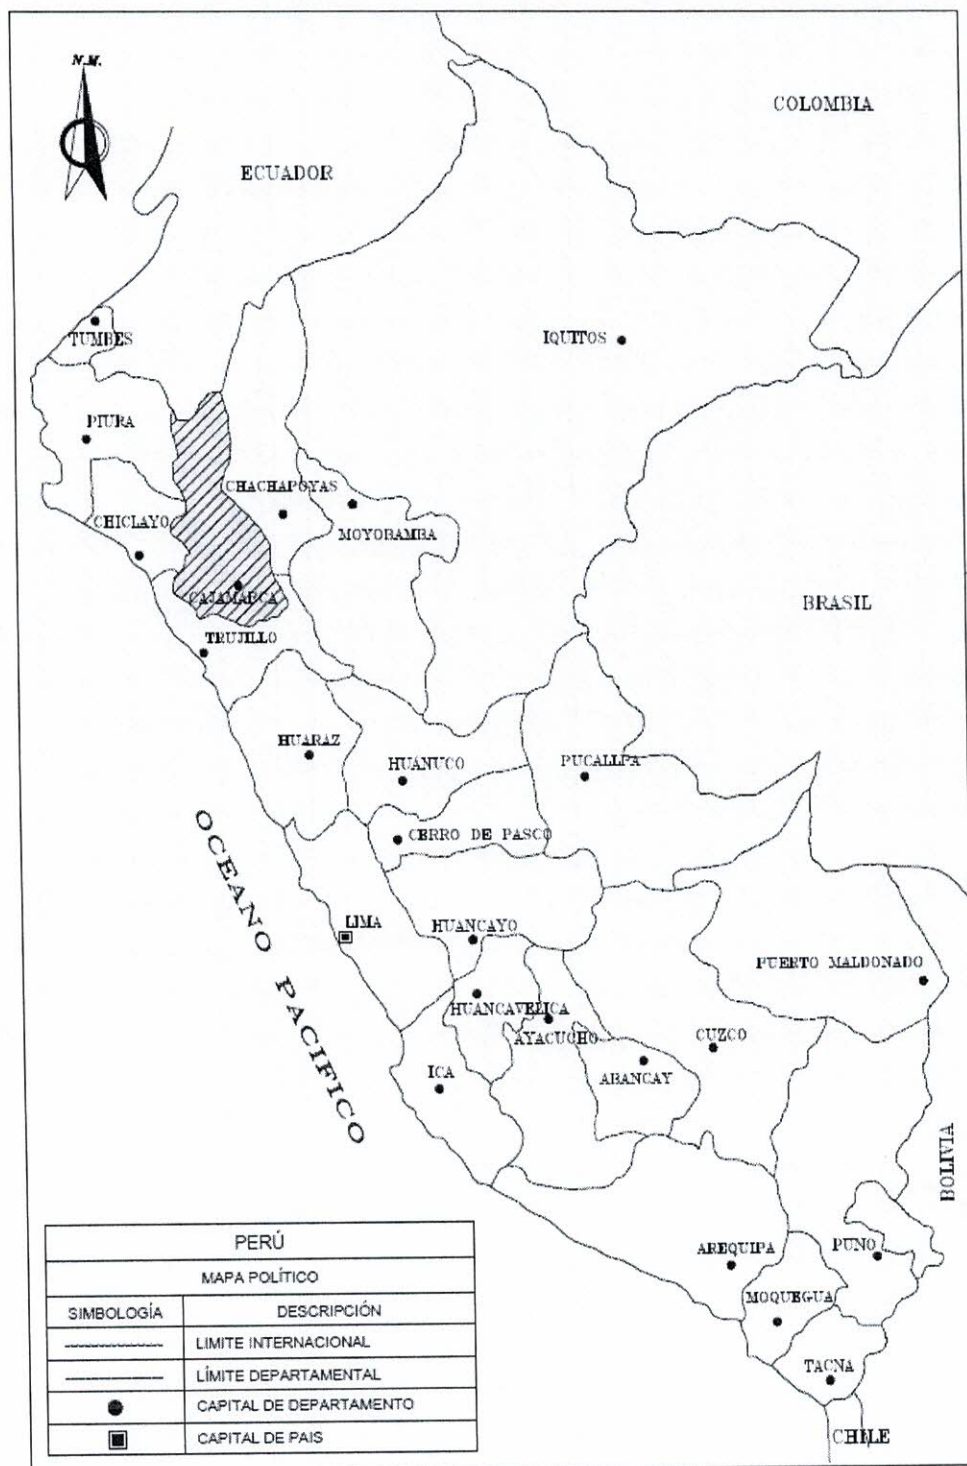 N.M.
COLOMBIA
ECUADOR
TUMBES
IQUITOS
PIURA
CHACHAPOYAS
CHICLAYO
MOYOBAMBA
CAJAMARCA
BRASIL
TRUJILLO
HUARAZ
HUÁNUCO
PUCALLPA
CERRO DE PASCO
OCEANO PACIFICO
LIMA
HUANCAYO
PUERTO MALDONADO
HUANCAVELICA
AYACUCHO
CUZCO
ICA
ABANCAY
BOLIVIA
AREQUIPA
PUNO
MOQUEGUA
TACNA
CHILE
PERÚ
MAPA POLÍTICO
SIMBOLOGÍA DESCRIPCIÓN
LIMITE INTERNACIONAL
LÍMITE DEPARTAMENTAL
CAPITAL DE DEPARTAMENTO
CAPITAL DE PAIS